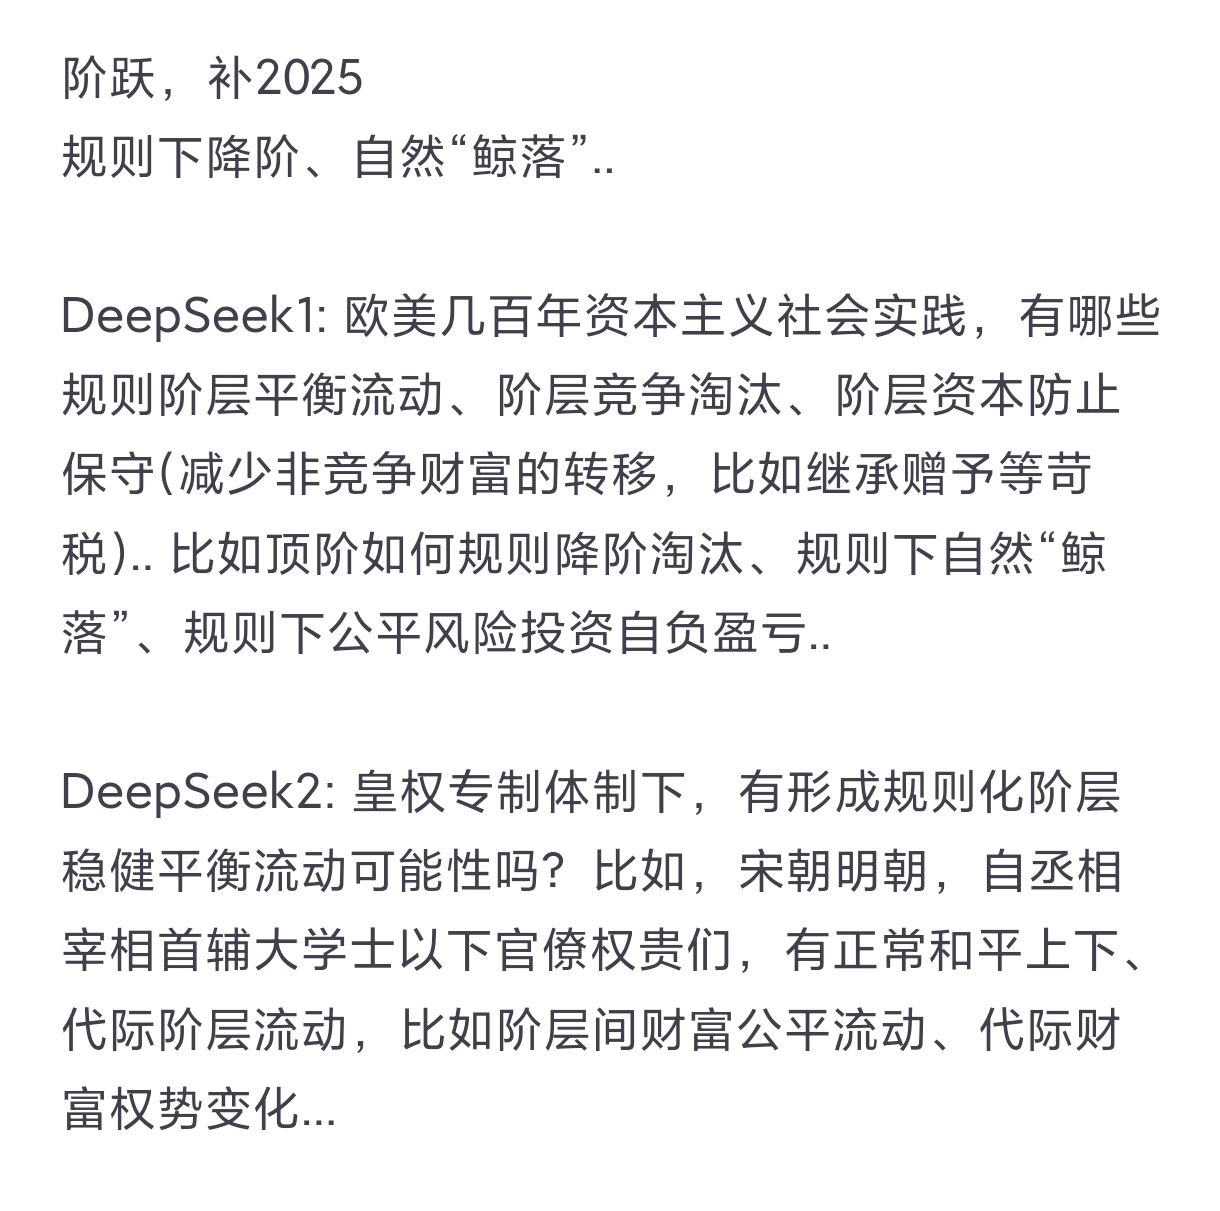 阶跃，补2025
规则下降阶、自然“鲸落”..
DeepSeek1: 欧美几百年资本主义社会实践，有哪些
规则阶层平衡流动、阶层竞争淘汰、阶层资本防止
保守(减少非竞争财富的转移，比如继承赠予等苛
税).. 比如顶阶如何规则降阶淘汰、规则下自然“鲸
落”、规则下公平风险投资自负盈亏..
DeepSeek2: 皇权专制体制下，有形成规则化阶层
稳健平衡流动可能性吗？比如，宋朝明朝，自丞相
宰相首辅大学士以下官僚权贵们，有正常和平上下、
代际阶层流动，比如阶层间财富公平流动、代际财
富权势变化...